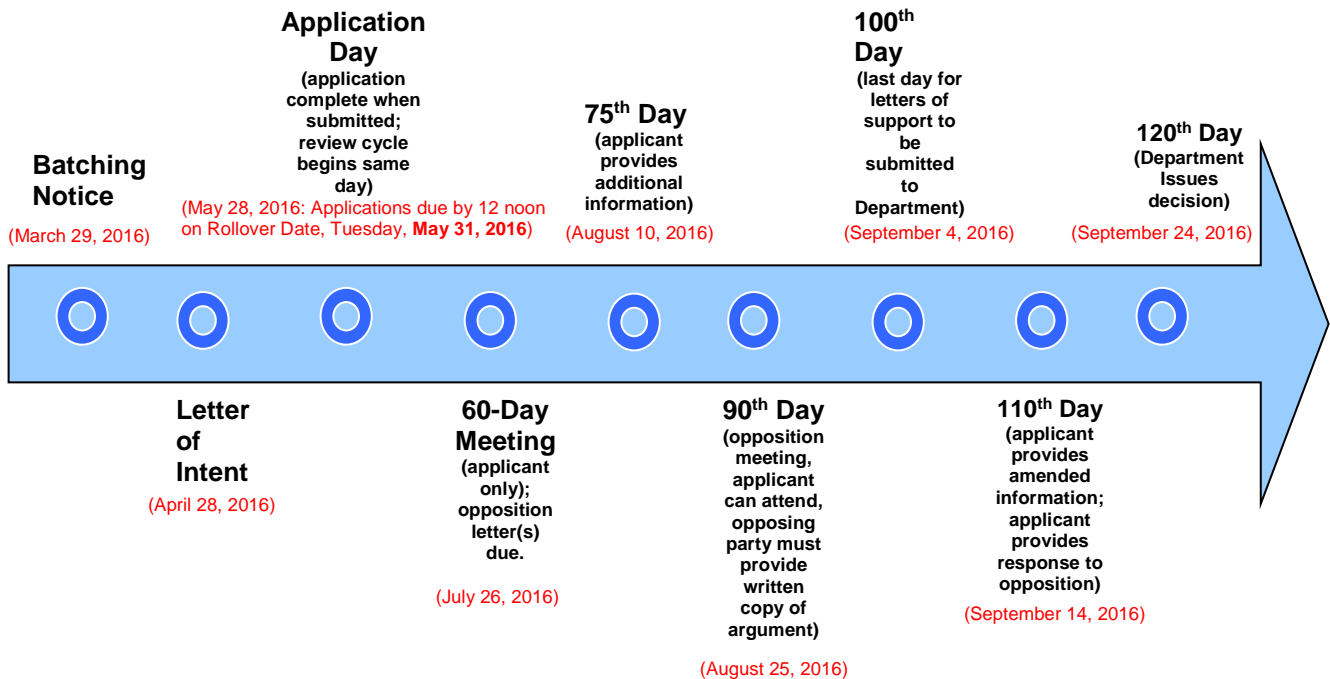 Batching
Notice
(March 29, 2016)
Letter
of
Intent
(April 28, 2016)
Application
Day
(application
complete when
submitted;
review cycle
begins same
day)
(May 28, 2016: Applications due by 12 noon
on Rollover Date, Tuesday, May 31, 2016)
60-Day
Meeting
(applicant
only);
opposition
letter(s)
due.
(July 26, 2016)
75th Day
(applicant
provides
additional
information)
(August 10, 2016)
90th Day
(opposition
meeting,
applicant
can attend,
opposing
party must
provide
written
copy of
argument)
(August 25, 2016)
100th
Day
(last day for
letters of
support to
be
submitted
to
Department)
(September 4, 2016)
110th Day
(applicant
provides
amended
information;
applicant
provides
response to
opposition)
(September 14, 2016)
120th Day
(Department
Issues
decision)
(September 24, 2016)